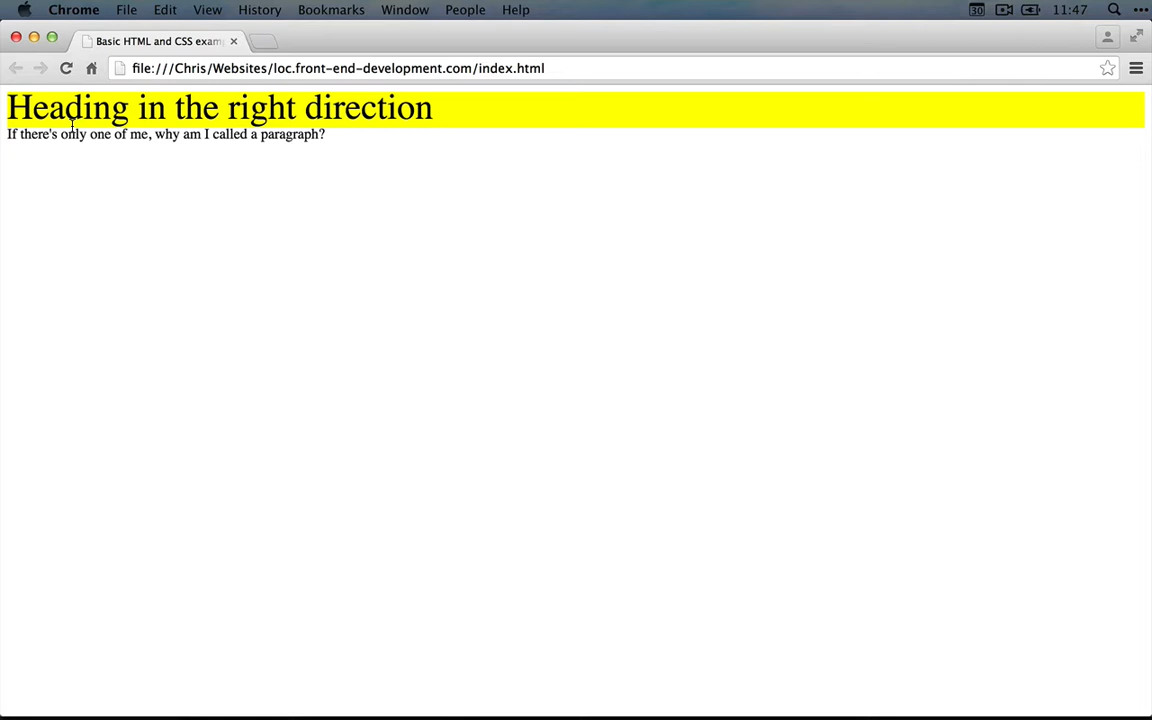 Chrome File Edit View History Bookmarks Window People Help 30 11:47
Basic HTML and CSS exam
file:///Chris/Websites/loc.front-end-development.com/index.html
Heading in the right direction
If there's only one of me, why am I called a paragraph?